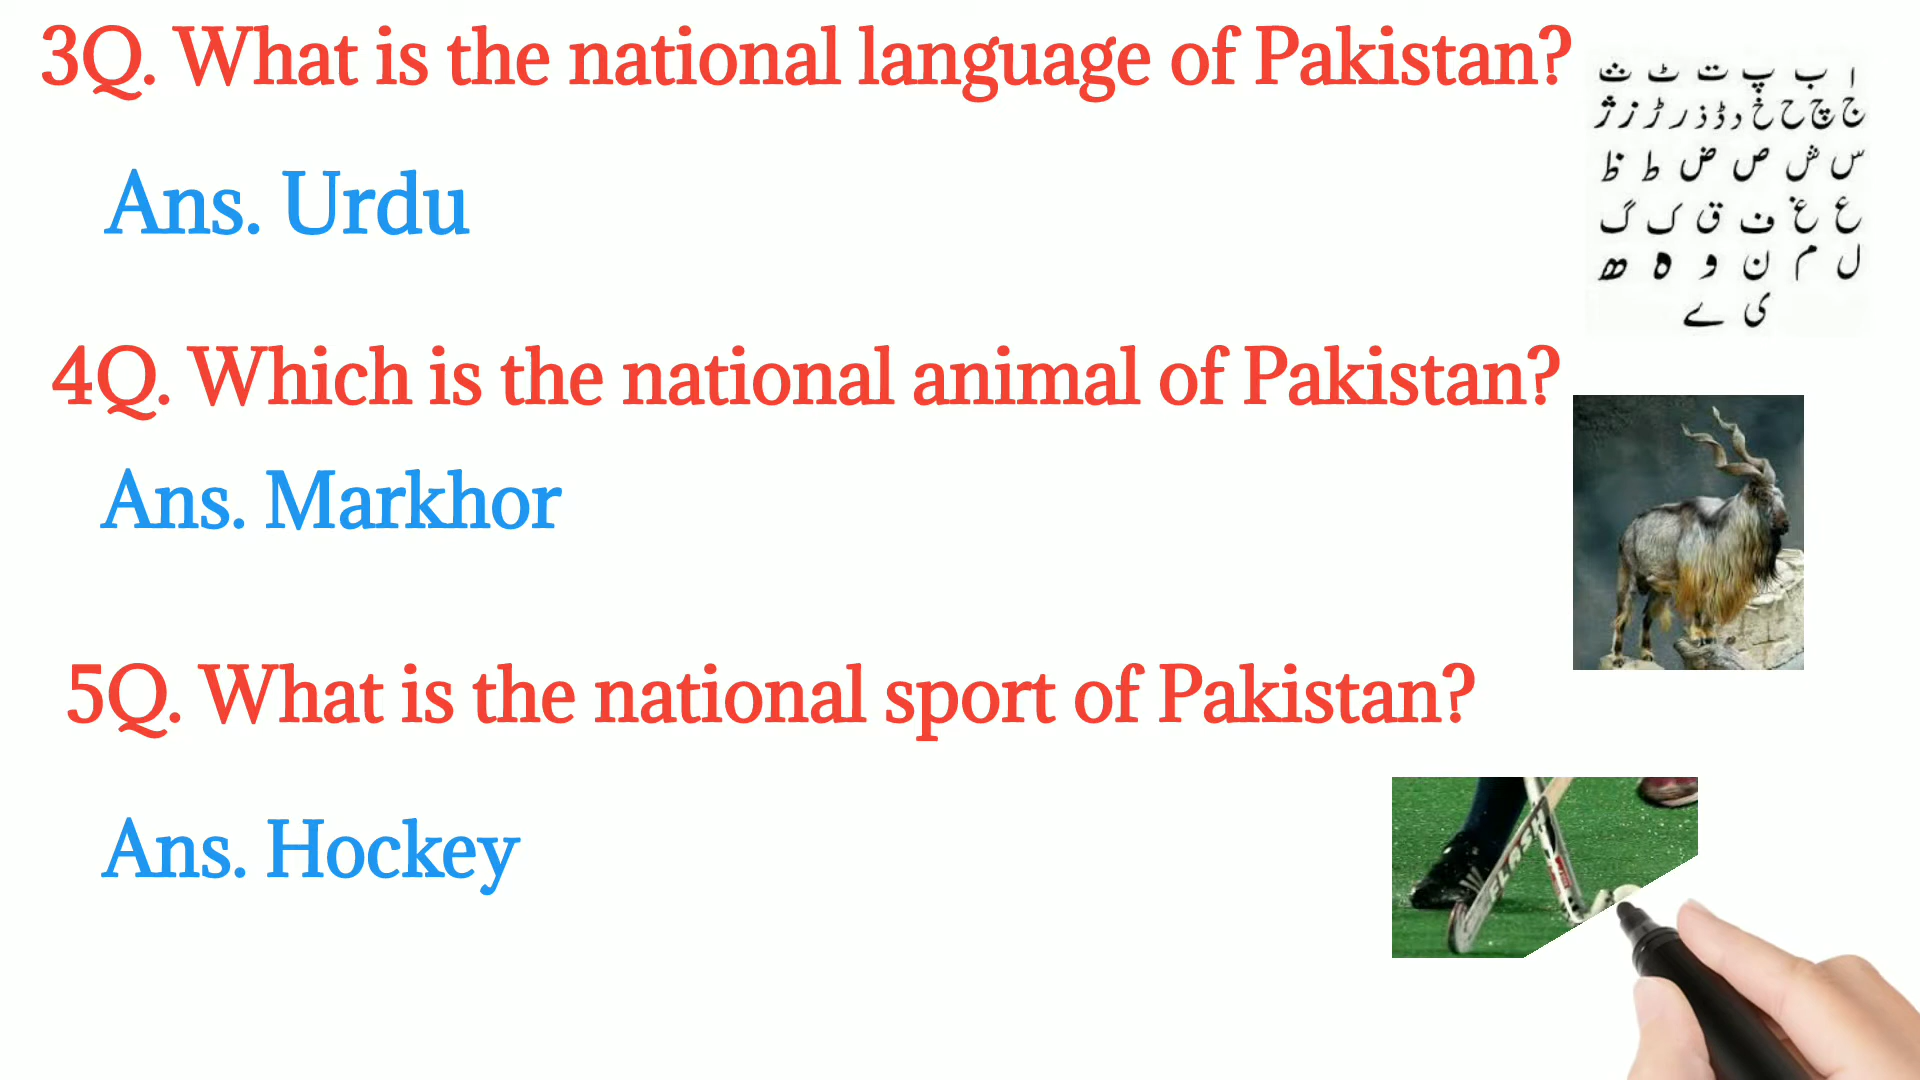 3Q. What is the national language of Pakistan?
ا ب پ ت ٹ ث
ج چ ح خ د ڈ ذ ر ڑ ز ژ
س ش ص ض ط ظ
ع غ ف ق ک گ
ل م ن و ہ ھ
ی ے
Ans. Urdu
4Q. Which is the national animal of Pakistan?
Ans. Markhor
5Q. What is the national sport of Pakistan?
Ans. Hockey
FLASH